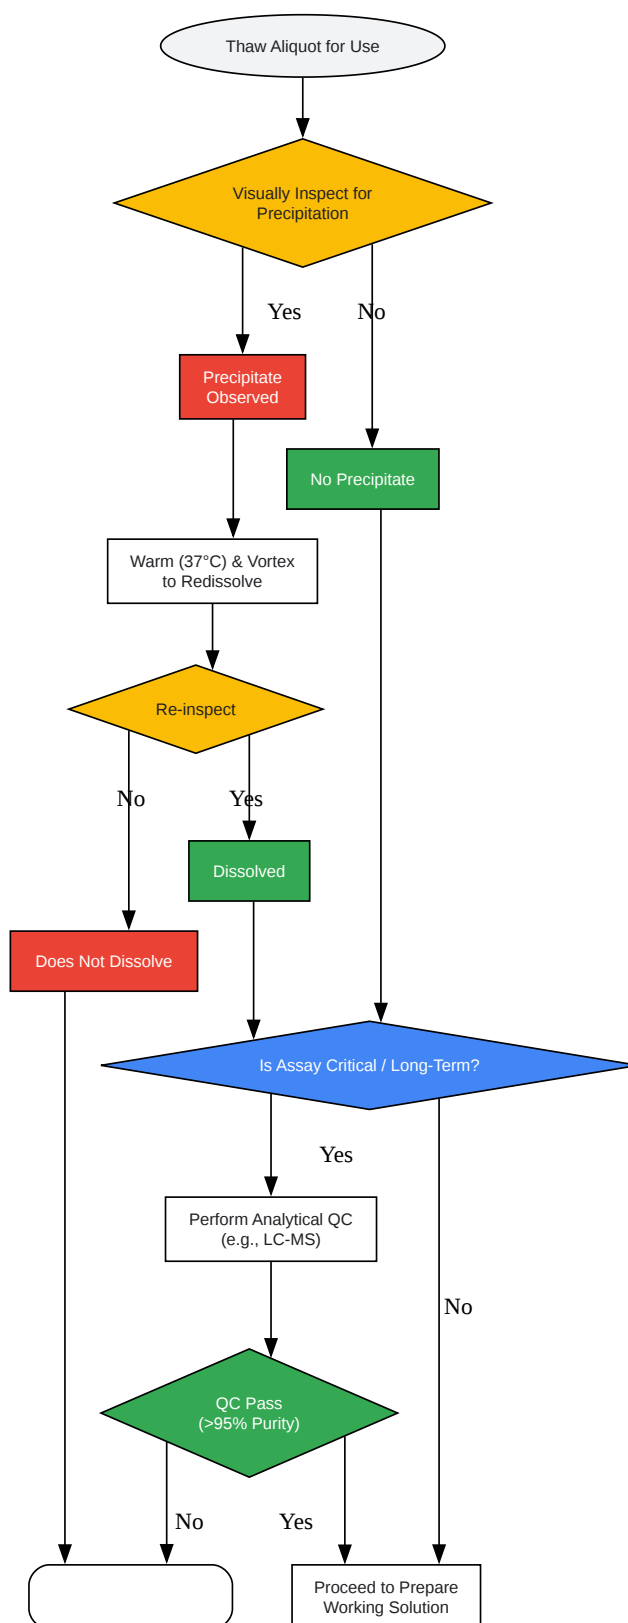 Thaw Aliquot for Use
Visually Inspect for
Precipitation
Yes
No
Precipitate
Observed
No Precipitate
Warm (37°C) & Vortex
to Redissolve
Re-inspect
No
Yes
Dissolved
Does Not Dissolve
Is Assay Critical / Long-Term?
Yes
Perform Analytical QC
(e.g., LC-MS)
No
QC Pass
(>95% Purity)
No
Yes
Proceed to Prepare
Working Solution